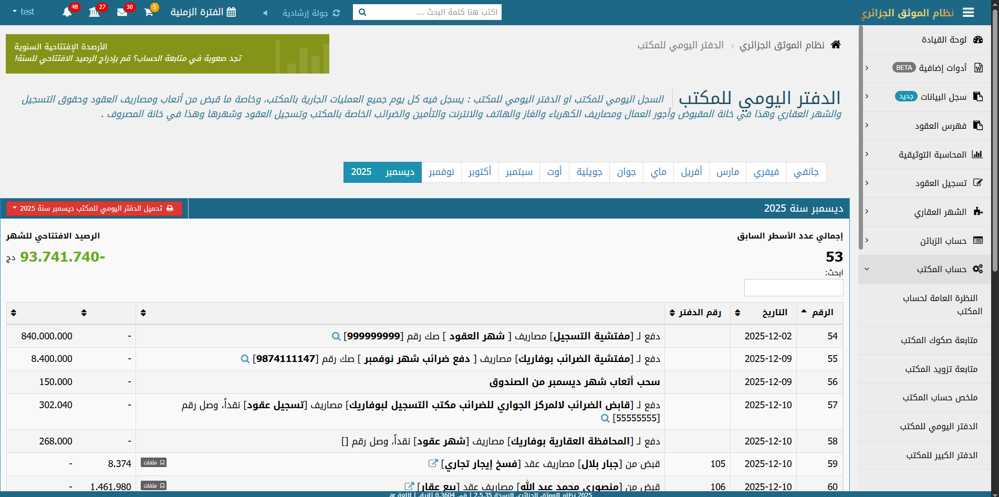 نظام الموثق الجزائري
اكتب هنا كلمة البحث ...
جولة إرشادية
الفترة الزمنية
5
30
27
48
test
لوحة القيادة
أدوات إضافية BETA
سجل البيانات جديد
فهرس العقود
المحاسبة التوثيقية
تسجيل العقود
الشهر العقاري
حساب الزبائن
حساب المكتب
النظرة العامة لحساب
المكتب
متابعة صكوك المكتب
متابعة تزويد المكتب
ملخص حساب المكتب
الدفتر اليومي للمكتب
الدفتر الكبير للمكتب
نظام الموثق الجزائري › الدفتر اليومي للمكتب
الأرصدة الإفتتاحية السنوية
تجد صعوبة في متابعة الحساب؟ قم بإدراج الرصيد الافتتاحي للسنة!
الدفتر اليومي للمكتب السجل اليومي للمكتب او الدفتر اليومي للمكتب : يسجل فيه كل يوم جميع العمليات الجارية بالمكتب، وخاصة ما قبض من أتعاب ومصاريف العقود وحقوق التسجيل
والشهر العقاري وهذا في خانة المقبوض وأجور العمال ومصاريف الكهرباء والغاز والهاتف والانترنت والتأمين والضرائب الخاصة بالمكتب وتسجيل العقود وشهرها وهذا في خانة المصروف .
جانفي فيفري مارس أفريل ماي جوان جويلية أوت سبتمبر أكتوبر نوفمبر ديسمبر 2025
ديسمبر سنة 2025
تحميل الدفتر اليومي للمكتب ديسمبر سنة 2025
إجمالي عدد الأسطر السابق
53
الرصيد الافتتاحي للشهر
-93.741.740 دج
ابحث:
الرقم التاريخ رقم الدفتر
54 2025-12-02 دفع لـ [مفتشية التسجيل] مصاريف [ شهر العقود ] صك رقم [999999999] - 840.000.000
55 2025-12-09 دفع لـ [مفتشية الضرائب بوفاريك] مصاريف [ دفع ضرائب شهر نوفمبر ] صك رقم [9874111147] - 8.400.000
56 2025-12-09 سحب أتعاب شهر ديسمبر من الصندوق - 150.000
57 2025-12-10 دفع لـ [قابض الضرائب لالمركز الجواري للضرائب مكتب التسجيل لبوفاريك] مصاريف [تسجيل عقود] نقداً، وصل رقم - 302.040
[55555555]
58 2025-12-10 دفع لـ [المحافظة العقارية بوفاريك] مصاريف [شهر عقود] نقداً، وصل رقم [] - 268.000
59 2025-12-10 105 قبض من [جبار بلال] مصاريف عقد [فسخ إيجار تجاري] ملفات 8.374 -
60 2025-12-10 106 قبض من [منصوري محمد عبد الله] مصاريف عقد [بيع عقار] ملفات 1.461.980 -
2025 نظام الموثق الجزائري النسخة 2.5.35 | في 0.3604 ثانية. | اللغة ar